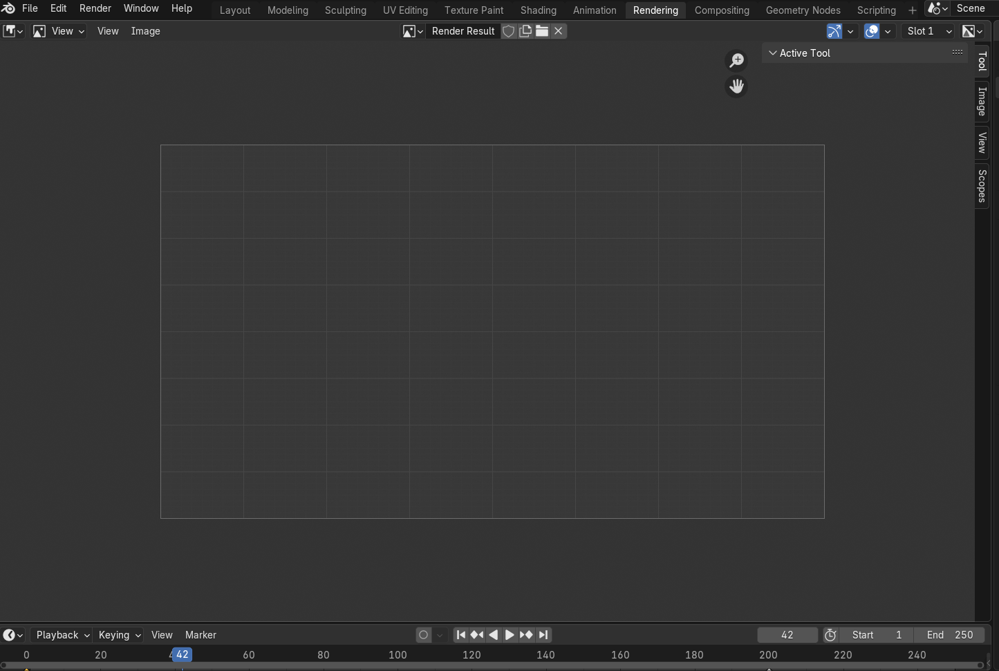 File Edit Render Window Help Layout Modeling Sculpting UV Editing Texture Paint Shading Animation Rendering Compositing Geometry Nodes Scripting + Scene
View View Image Render Result Slot 1
Active Tool
Tool
Image
View
Scopes
Playback Keying View Marker 42 Start 1 End 250
0 20 42 60 80 100 120 140 160 180 200 220 240